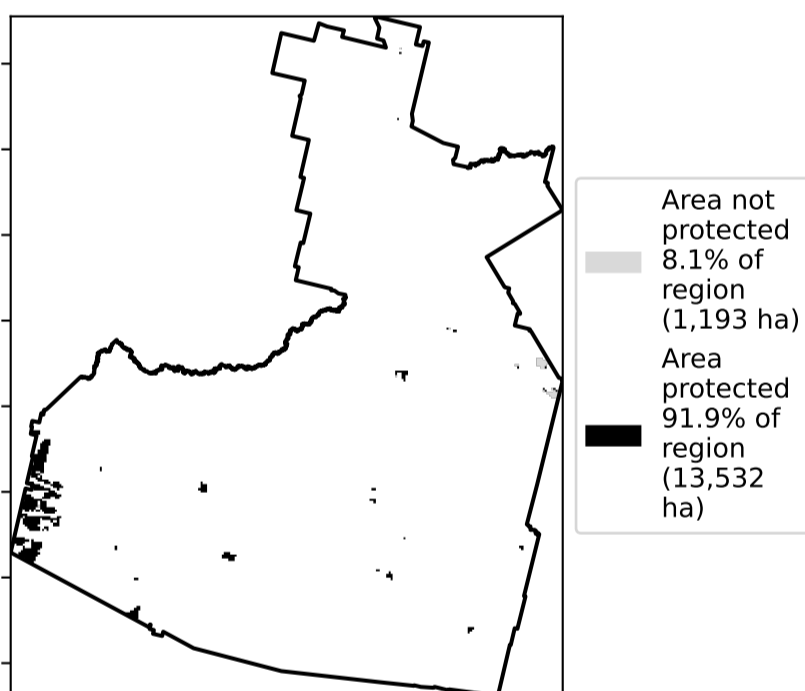 Area not
protected
8.1% of
region
(1,193 ha)
Area
protected
91.9% of
region
(13,532
ha)